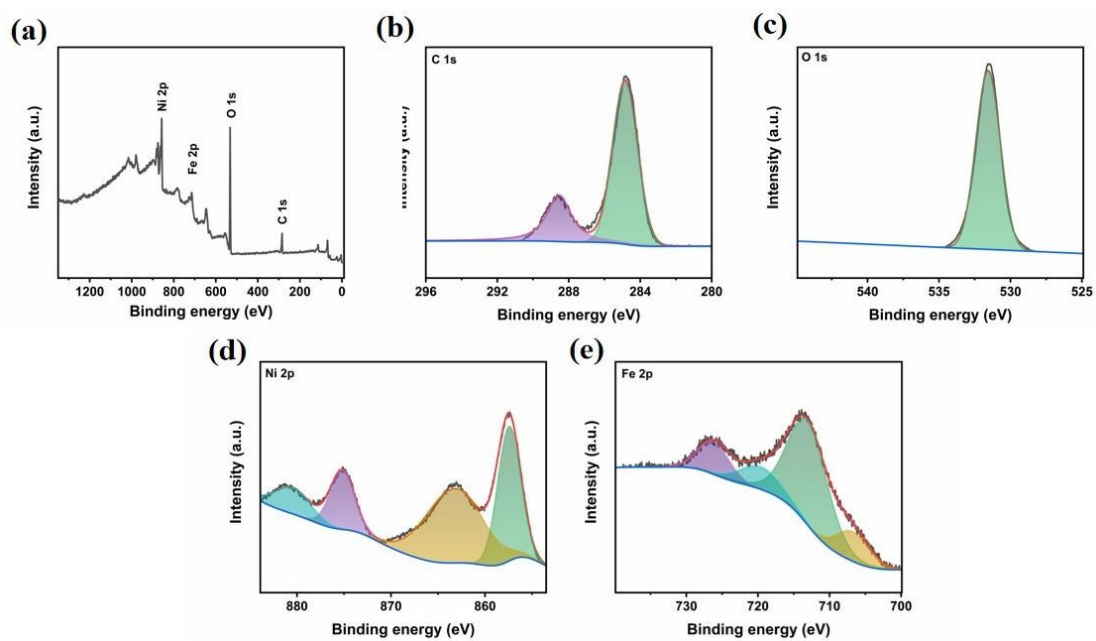 (a)
Intensity (a.u.)
Ni 2p
Fe 2p
O 1s
C 1s
1200 1000 800 600 400 200 0
Binding energy (eV)
(b)
C 1s
Intensity (a.u.)
296 292 288 284 280
Binding energy (eV)
(c)
O 1s
Intensity (a.u.)
540 535 530 525
Binding energy (eV)
(d)
Ni 2p
Intensity (a.u.)
880 870 860
Binding energy (eV)
(e)
Fe 2p
Intensity (a.u.)
730 720 710 700
Binding energy (eV)